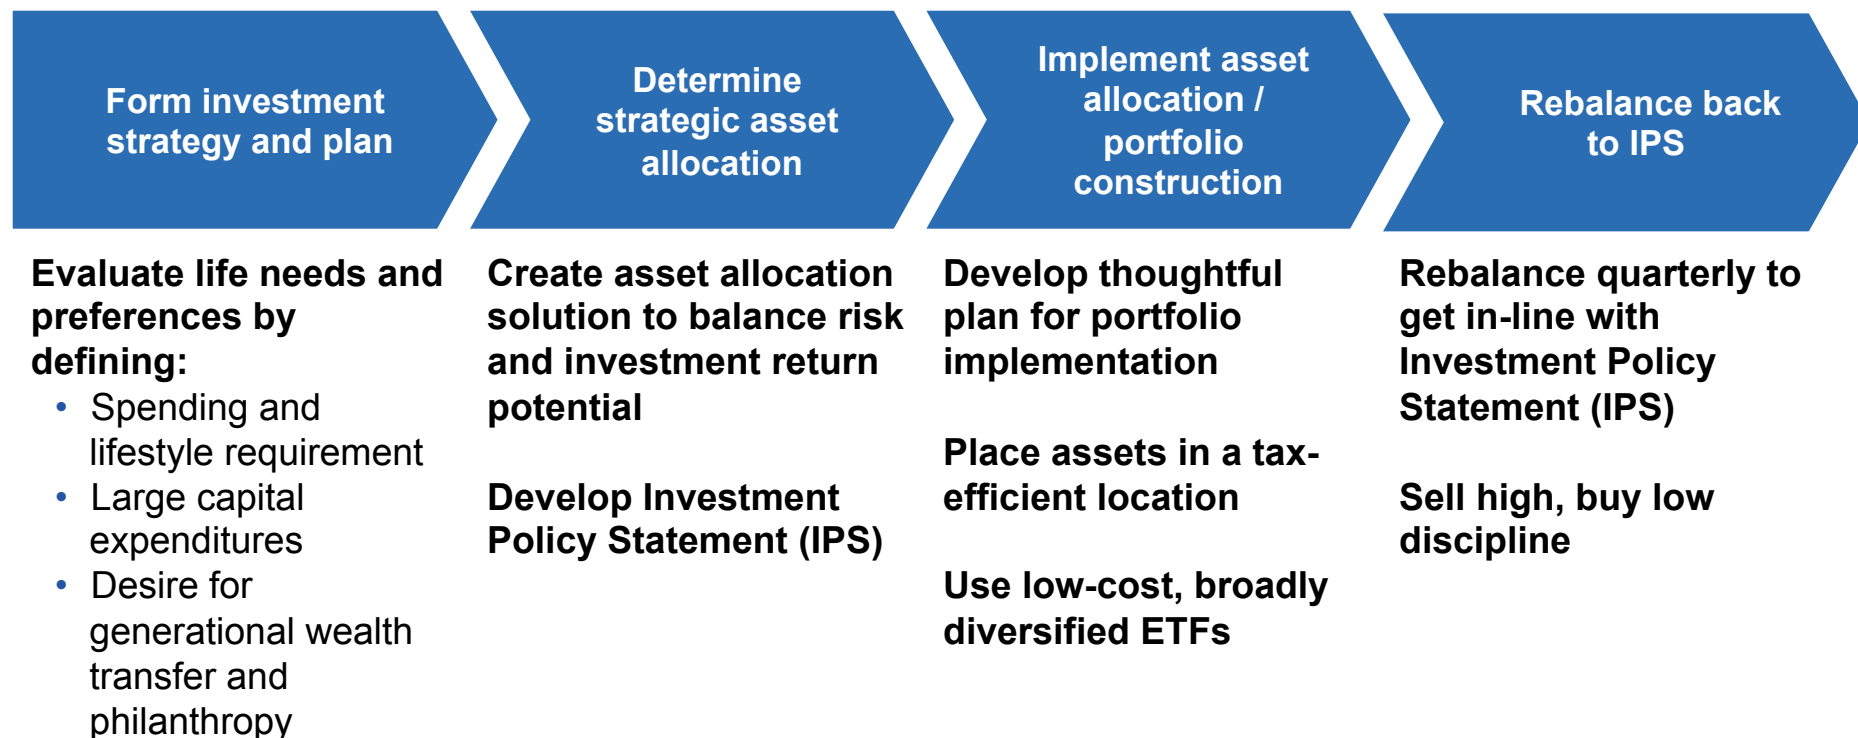 Form investment
strategy and plan
Determine
strategic asset
allocation
Implement asset
allocation /
portfolio
construction
Rebalance back
to IPS
Evaluate life needs and
preferences by
defining:
• Spending and
lifestyle requirement
• Large capital
expenditures
• Desire for
generational wealth
transfer and
philanthropy
Create asset allocation
solution to balance risk
and investment return
potential
Develop Investment
Policy Statement (IPS)
Develop thoughtful
plan for portfolio
implementation
Place assets in a tax-
efficient location
Use low-cost, broadly
diversified ETFs
Rebalance quarterly to
get in-line with
Investment Policy
Statement (IPS)
Sell high, buy low
discipline